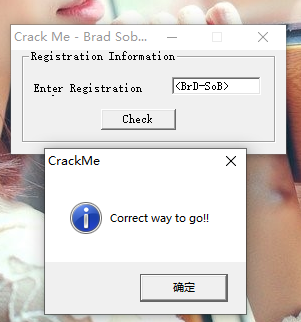 Crack Me - Brad Sob...
Registration Information
Enter Registration
<BrD-SoB>
Check
CrackMe
Correct way to go!!
确定